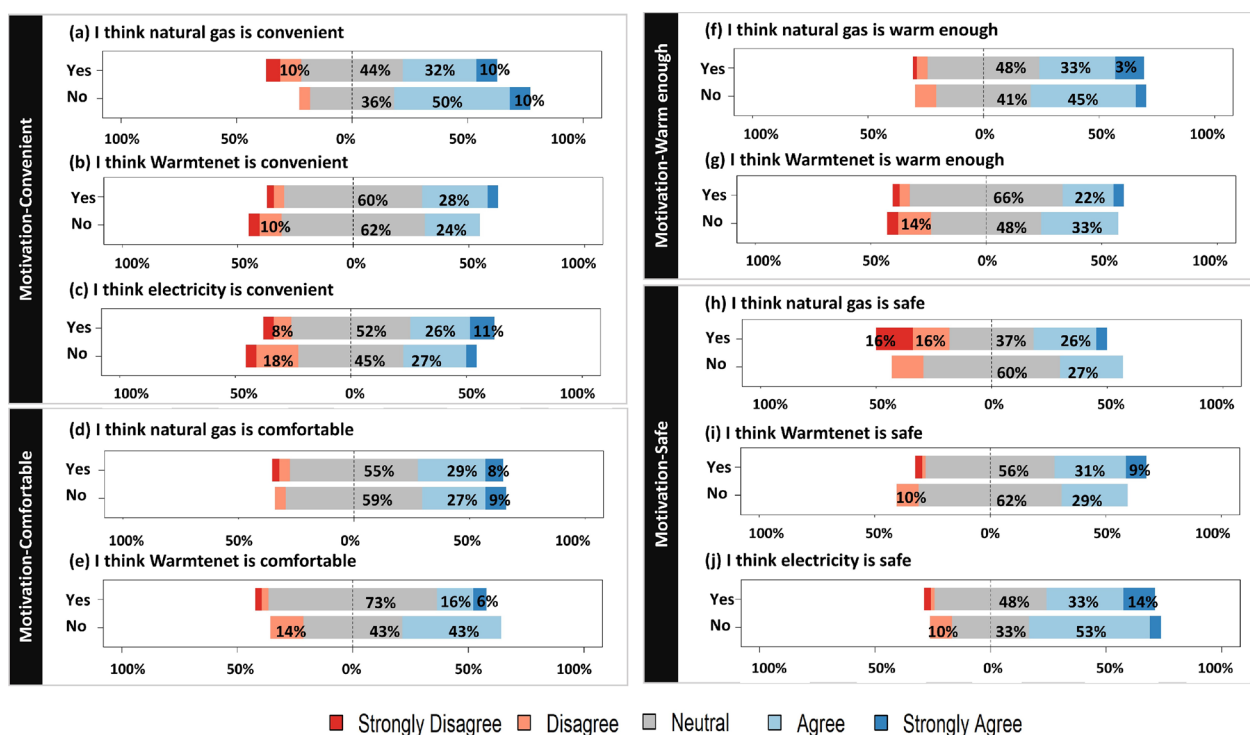 Motivation-Convenient
(a) I think natural gas is convenient
Yes 10% 44% 32% 10%
No 36% 50% 10%
100% 50% 0% 50% 100%
(b) I think Warmtenet is convenient
Yes 60% 28%
No 10% 62% 24%
100% 50% 0% 50% 100%
(c) I think electricity is convenient
Yes 8% 52% 26% 11%
No 18% 45% 27%
100% 50% 0% 50% 100%
Motivation-Comfortable
(d) I think natural gas is comfortable
Yes 55% 29% 8%
No 59% 27% 9%
100% 50% 0% 50% 100%
(e) I think Warmtenet is comfortable
Yes 73% 16% 6%
No 14% 43% 43%
100% 50% 0% 50% 100%
Motivation-Warm enough
(f) I think natural gas is warm enough
Yes 48% 33% 3%
No 41% 45%
100% 50% 0% 50% 100%
(g) I think Warmtenet is warm enough
Yes 66% 22%
No 14% 48% 33%
100% 50% 0% 50% 100%
Motivation-Safe
(h) I think natural gas is safe
Yes 16% 16% 37% 26%
No 60% 27%
100% 50% 0% 50% 100%
(i) I think Warmtenet is safe
Yes 56% 31% 9%
No 10% 62% 29%
100% 50% 0% 50% 100%
(j) I think electricity is safe
Yes 48% 33% 14%
No 10% 33% 53%
100% 50% 0% 50% 100%
Strongly Disagree Disagree Neutral Agree Strongly Agree